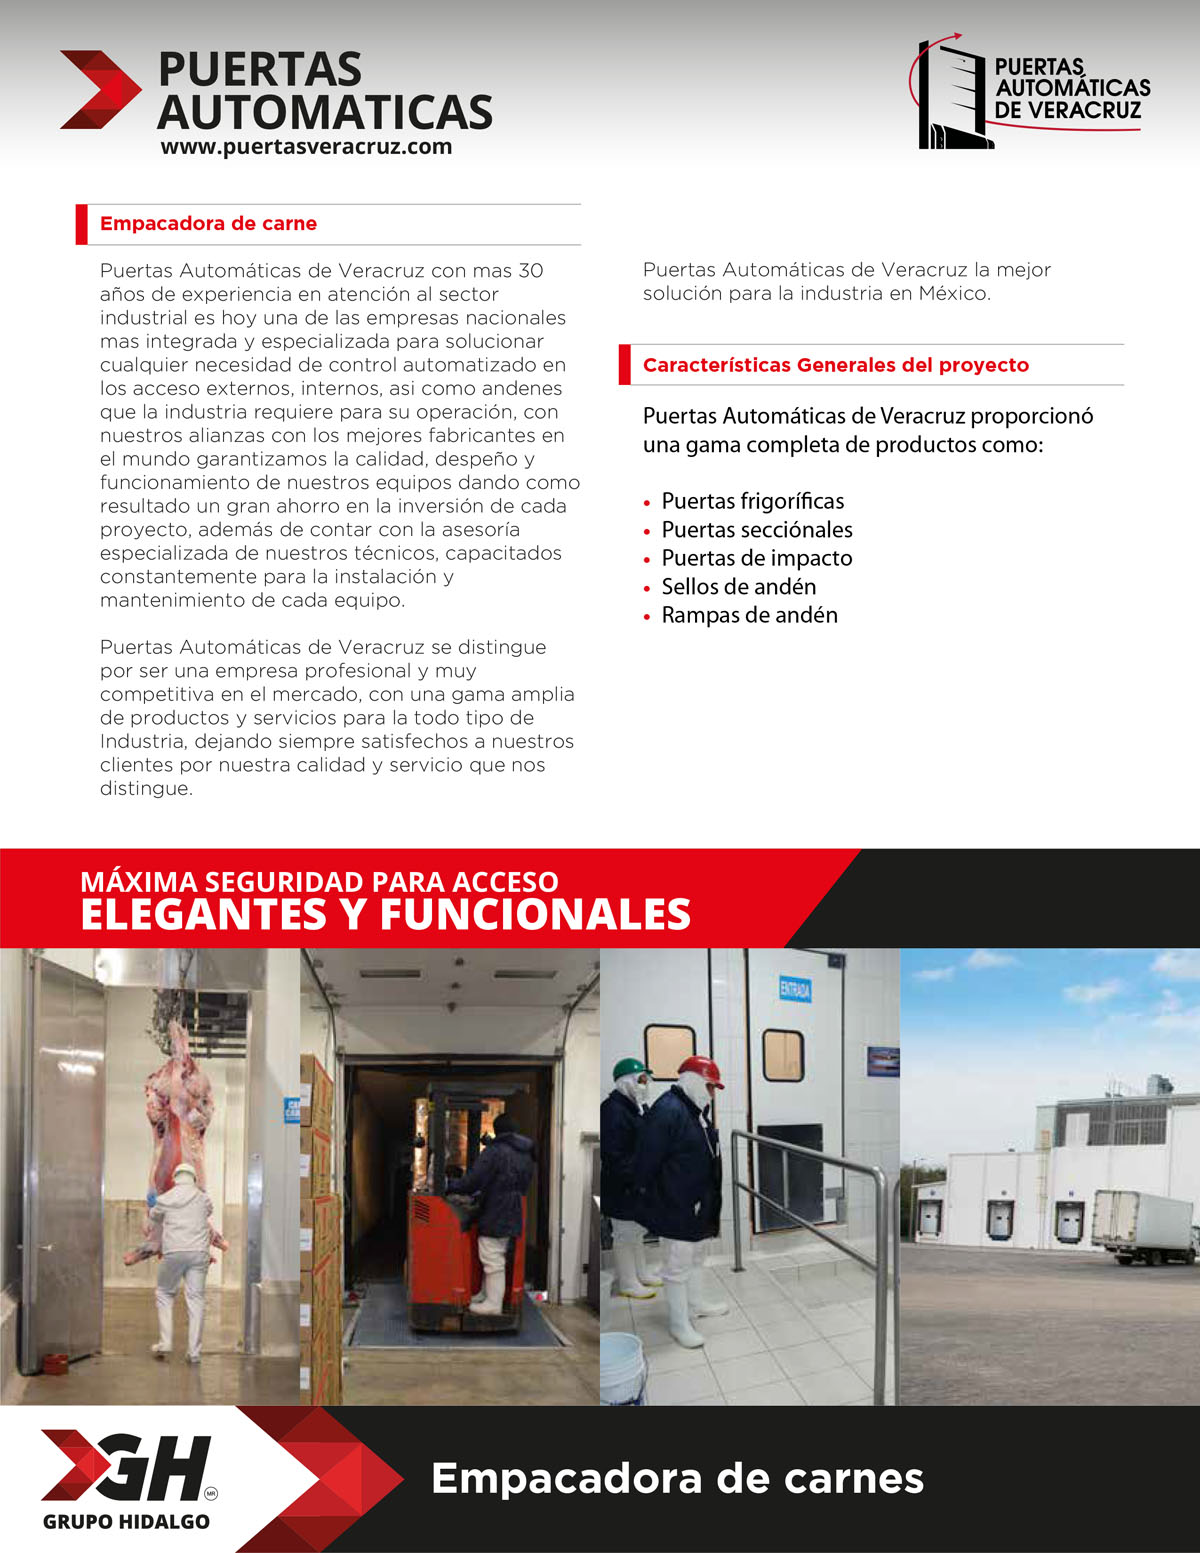 PUERTAS
AUTOMATICAS
www.puertasveracruz.com
PUERTAS
AUTOMÁTICAS
DE VERACRUZ
Empacadora de carne
Puertas Automáticas de Veracruz con mas 30
años de experiencia en atención al sector
industrial es hoy una de las empresas nacionales
mas integrada y especializada para solucionar
cualquier necesidad de control automatizado en
los acceso externos, internos, asi como andenes
que la industria requiere para su operación, con
nuestros alianzas con los mejores fabricantes en
el mundo garantizamos la calidad, despeño y
funcionamiento de nuestros equipos dando como
resultado un gran ahorro en la inversión de cada
proyecto, además de contar con la asesoría
especializada de nuestros técnicos, capacitados
constantemente para la instalación y
mantenimiento de cada equipo.
Puertas Automáticas de Veracruz se distingue
por ser una empresa profesional y muy
competitiva en el mercado, con una gama amplia
de productos y servicios para la todo tipo de
Industria, dejando siempre satisfechos a nuestros
clientes por nuestra calidad y servicio que nos
distingue.
Puertas Automáticas de Veracruz la mejor
solución para la industria en México.
Características Generales del proyecto
Puertas Automáticas de Veracruz proporcionó
una gama completa de productos como:
• Puertas frigoríficas
• Puertas secciónales
• Puertas de impacto
• Sellos de andén
• Rampas de andén
MÁXIMA SEGURIDAD PARA ACCESO
ELEGANTES Y FUNCIONALES
ENTRADA
GH
MR
GRUPO HIDALGO
Empacadora de carnes